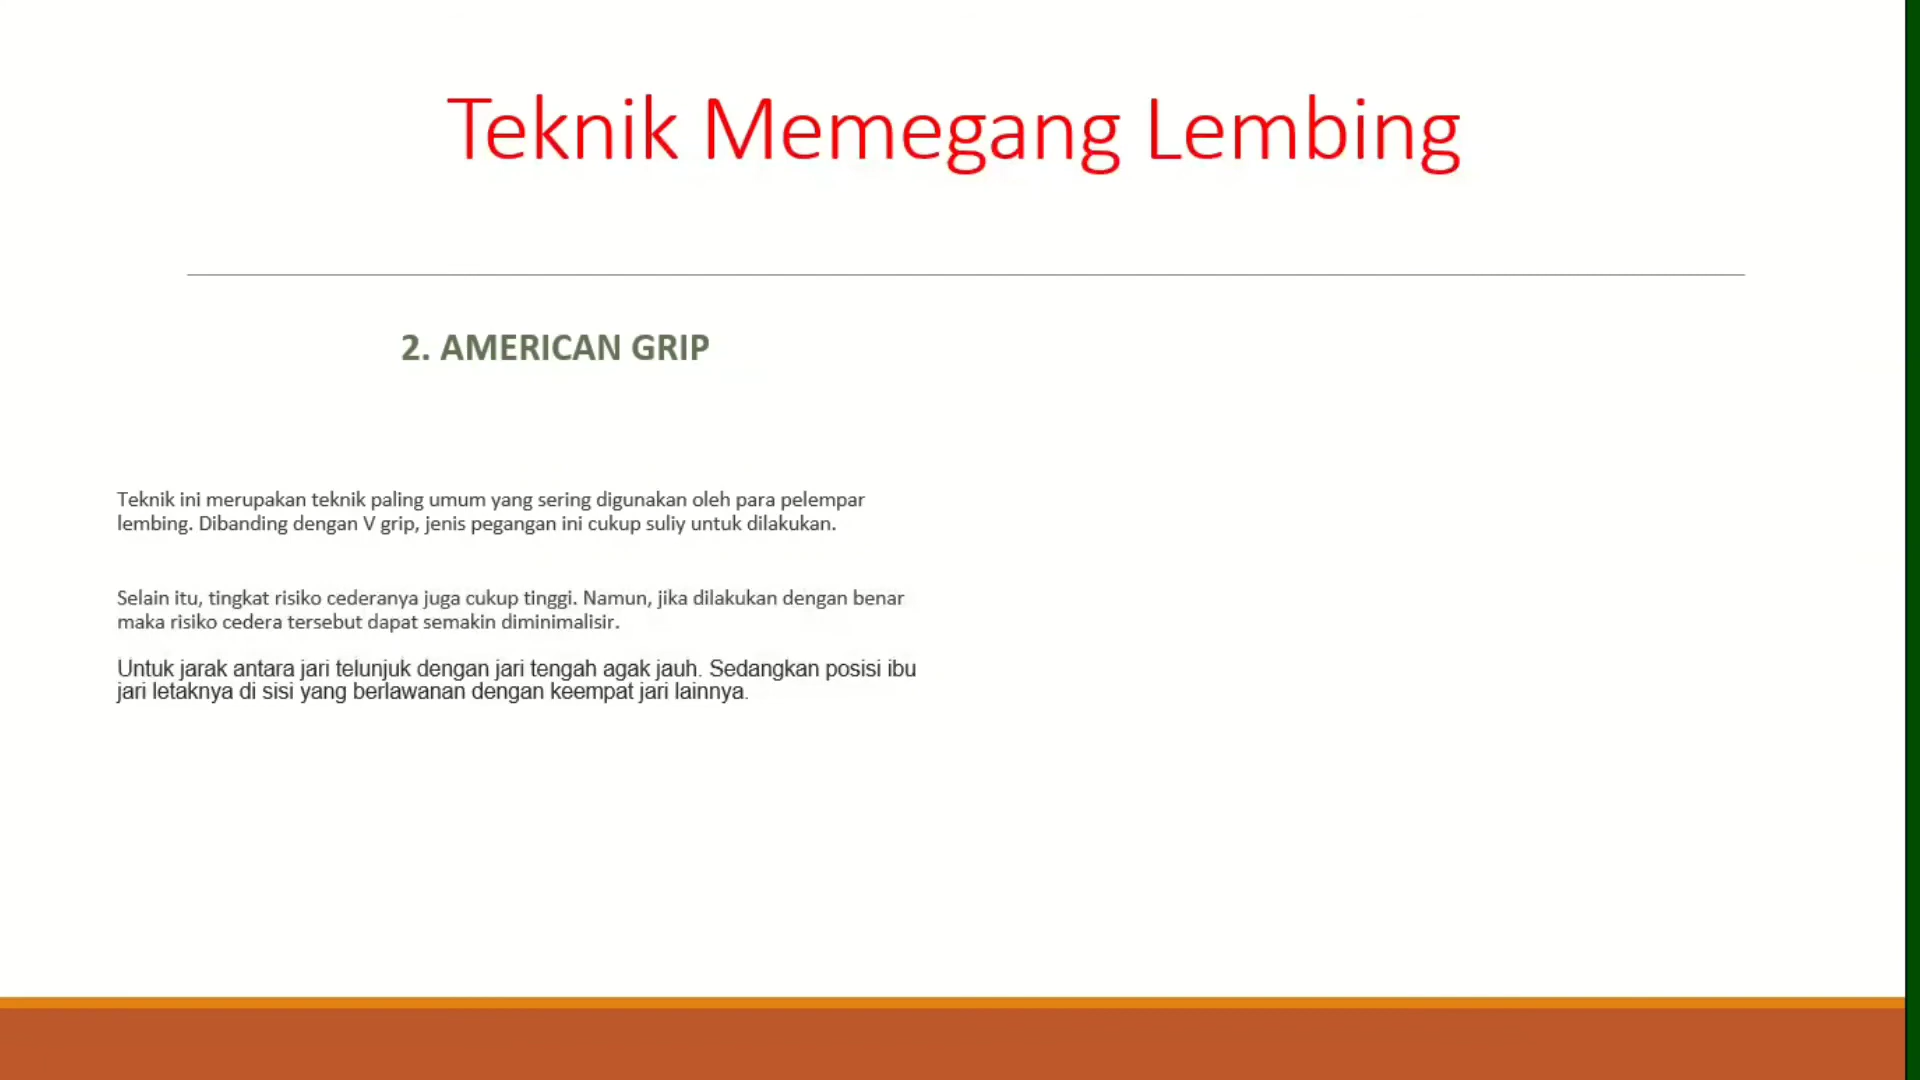 Teknik Memegang Lembing
2. AMERICAN GRIP
Teknik ini merupakan teknik paling umum yang sering digunakan oleh para pelempar
lembing. Dibanding dengan V grip, jenis pegangan ini cukup suliy untuk dilakukan.
Selain itu, tingkat risiko cederanya juga cukup tinggi. Namun, jika dilakukan dengan benar
maka risiko cedera tersebut dapat semakin diminimalisir.
Untuk jarak antara jari telunjuk dengan jari tengah agak jauh. Sedangkan posisi ibu
jari letaknya di sisi yang berlawanan dengan keempat jari lainnya.